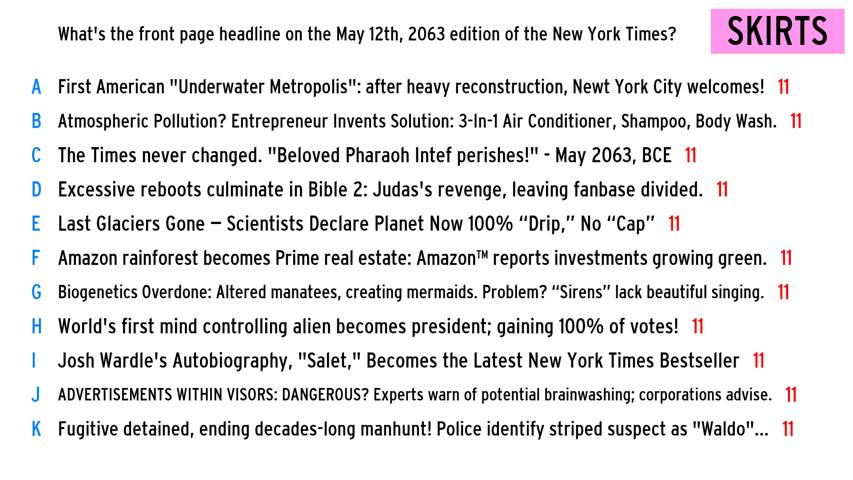 What's the front page headline on the May 12th, 2063 edition of the New York Times?
SKIRTS
A First American "Underwater Metropolis": after heavy reconstruction, Newt York City welcomes! 11
B Atmospheric Pollution? Entrepreneur Invents Solution: 3-In-1 Air Conditioner, Shampoo, Body Wash. 11
C The Times never changed. "Beloved Pharaoh Intef perishes!" - May 2063, BCE 11
D Excessive reboots culminate in Bible 2: Judas's revenge, leaving fanbase divided. 11
E Last Glaciers Gone — Scientists Declare Planet Now 100% “Drip,” No “Cap” 11
F Amazon rainforest becomes Prime real estate: Amazon™ reports investments growing green. 11
G Biogenetics Overdone: Altered manatees, creating mermaids. Problem? “Sirens” lack beautiful singing. 11
H World's first mind controlling alien becomes president; gaining 100% of votes! 11
I Josh Wardle's Autobiography, "Salet," Becomes the Latest New York Times Bestseller 11
J ADVERTISEMENTS WITHIN VISORS: DANGEROUS? Experts warn of potential brainwashing; corporations advise. 11
K Fugitive detained, ending decades-long manhunt! Police identify striped suspect as "Waldo"... 11